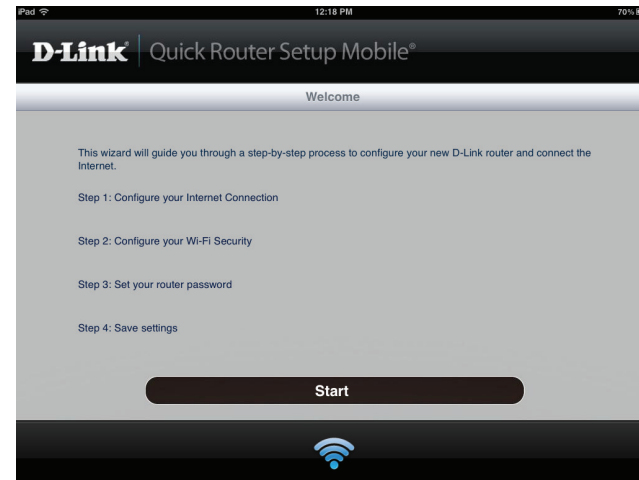 iPad 12:18 PM 70%
D-Link® Quick Router Setup Mobile®
Welcome
This wizard will guide you through a step-by-step process to configure your new D-Link router and connect the
Internet.
Step 1: Configure your Internet Connection
Step 2: Configure your Wi-Fi Security
Step 3: Set your router password
Step 4: Save settings
Start